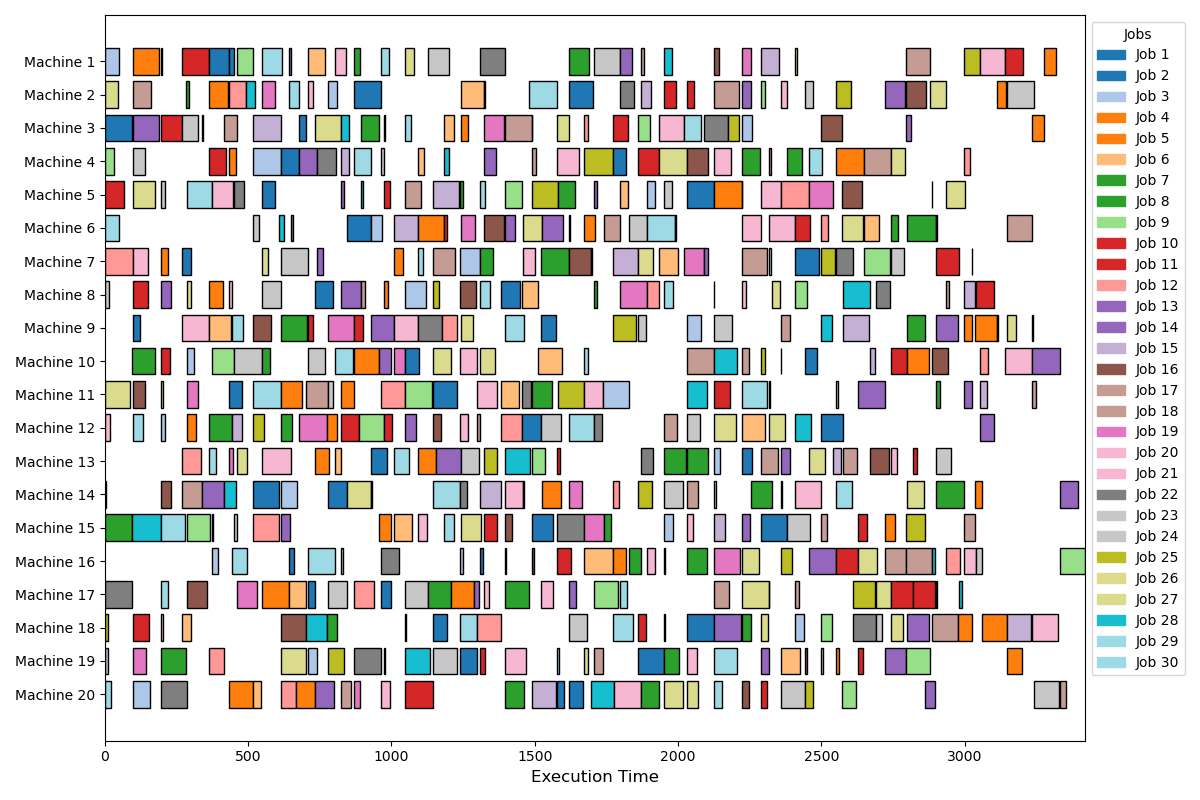 Machine 1
Machine 2
Machine 3
Machine 4
Machine 5
Machine 6
Machine 7
Machine 8
Machine 9
Machine 10
Machine 11
Machine 12
Machine 13
Machine 14
Machine 15
Machine 16
Machine 17
Machine 18
Machine 19
Machine 20
0 500 1000 1500 2000 2500 3000
Execution Time
Jobs
Job 1
Job 2
Job 3
Job 4
Job 5
Job 6
Job 7
Job 8
Job 9
Job 10
Job 11
Job 12
Job 13
Job 14
Job 15
Job 16
Job 17
Job 18
Job 19
Job 20
Job 21
Job 22
Job 23
Job 24
Job 25
Job 26
Job 27
Job 28
Job 29
Job 30